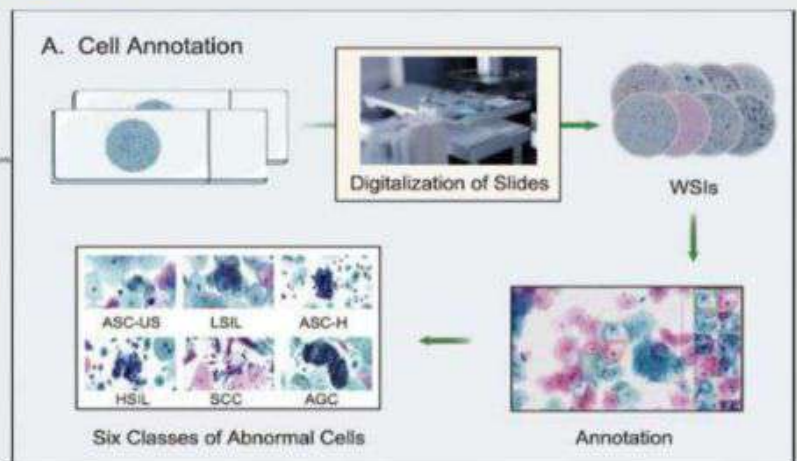 A. Cell Annotation
Digitalization of Slides
WSIs
ASC-US
LSIL
ASC-H
HSIL
SCC
AGC
Six Classes of Abnormal Cells
Annotation